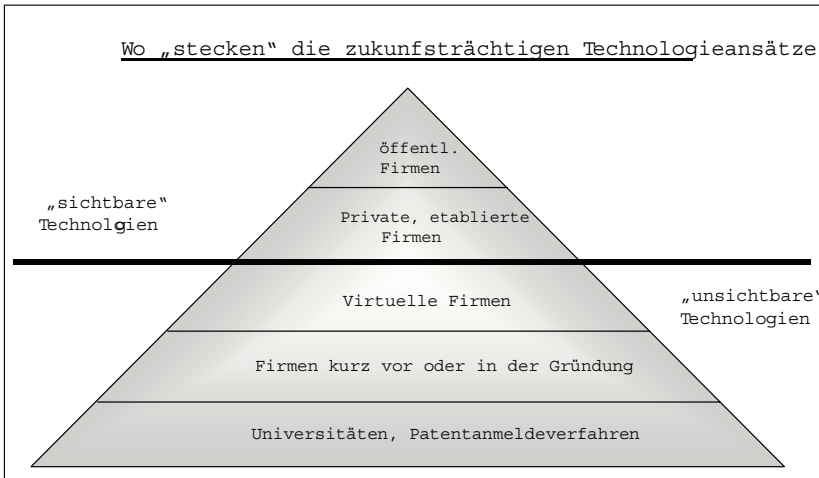 Wo „stecken“ die zukunfsträchtigen Technologieansätze
öffentl.
Firmen
„sichtbare“
Technolgien
Private, etablierte
Firmen
Virtuelle Firmen
„unsichtbare“
Technologien
Firmen kurz vor oder in der Gründung
Universitäten, Patentanmeldeverfahren